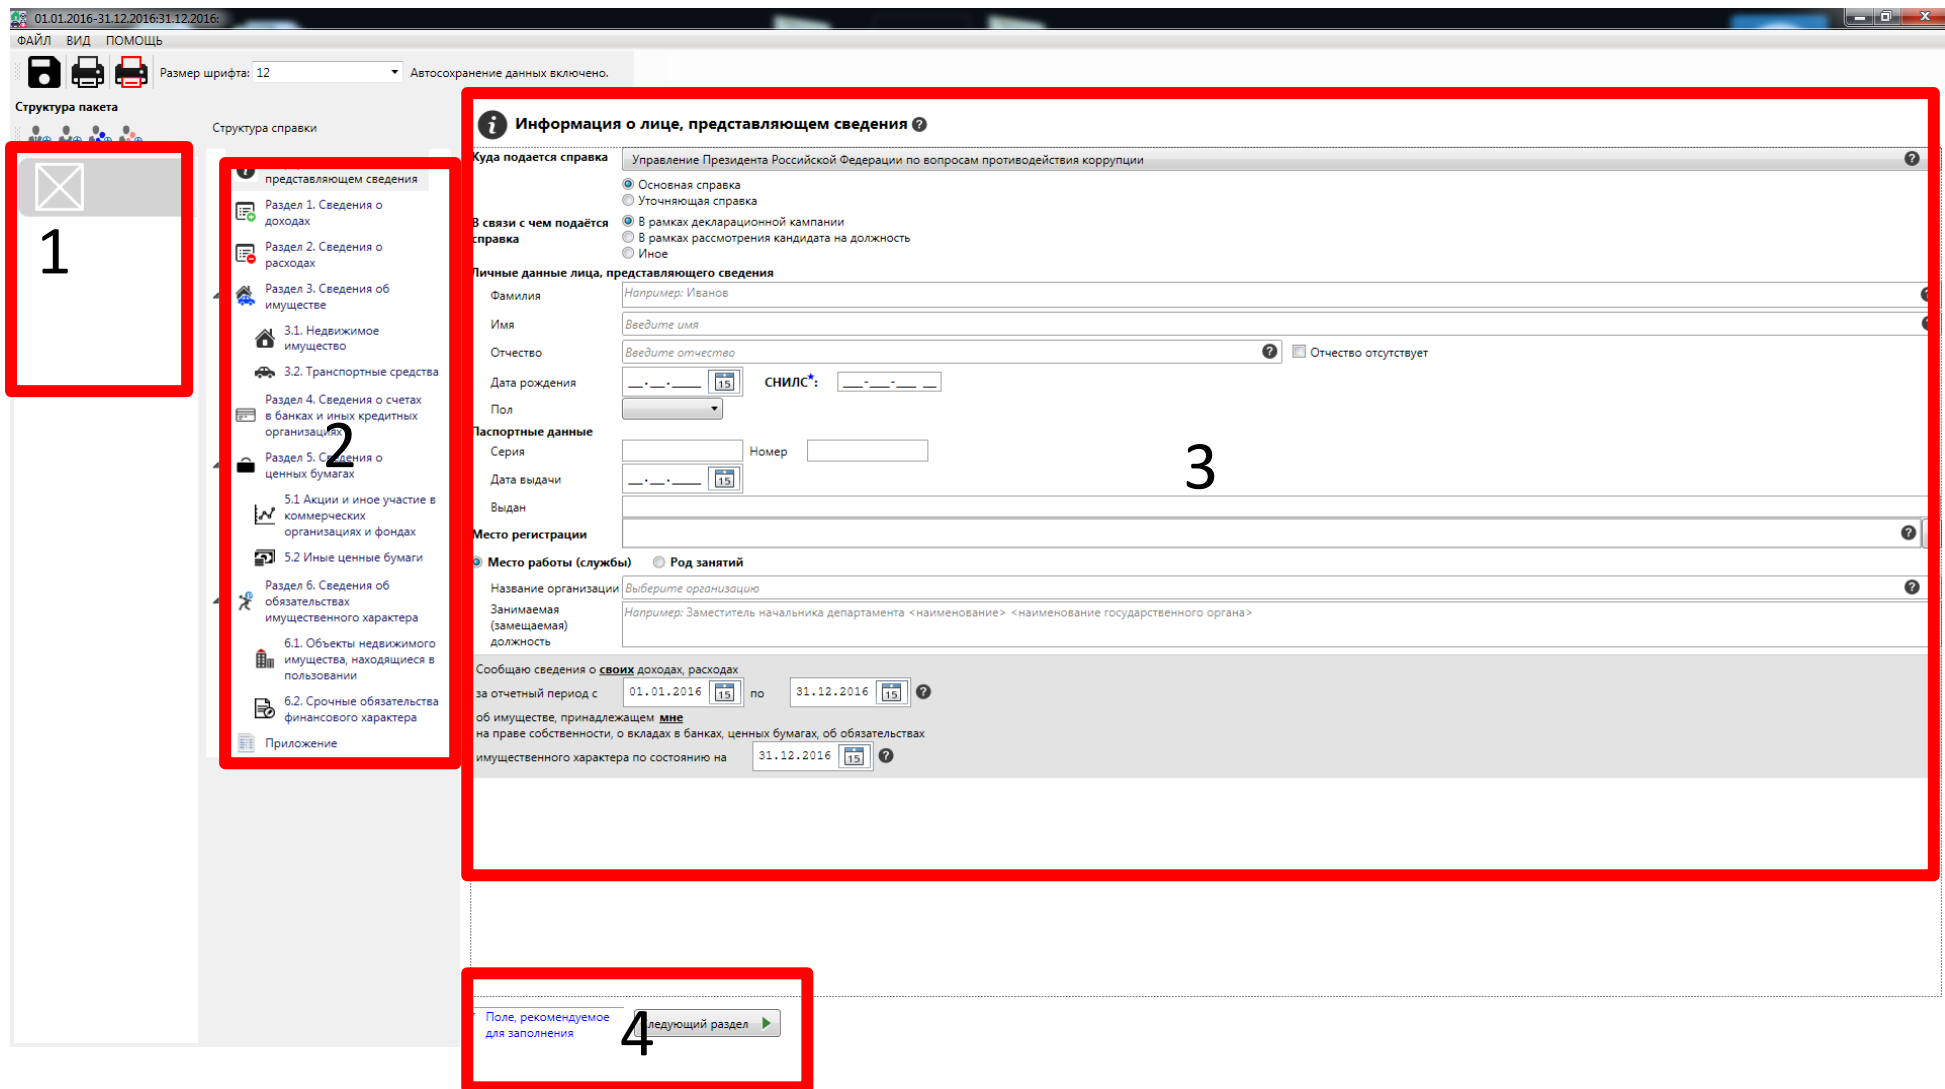 01.01.2016-31.12.2016:31.12.2016:
ФАЙЛ ВИД ПОМОЩЬ
Размер шрифта: 12 Автосохранение данных включено.
Структура пакета
Структура справки
1
представляющем сведения
Раздел 1. Сведения о
доходах
Раздел 2. Сведения о
расходах
Раздел 3. Сведения об
имуществе
3.1. Недвижимое
имущество
3.2. Транспортные средства
Раздел 4. Сведения о счетах
в банках и иных кредитных
организациях
2
Раздел 5. Сведения о
ценных бумагах
5.1 Акции и иное участие в
коммерческих
организациях и фондах
5.2 Иные ценные бумаги
Раздел 6. Сведения об
обязательствах
имущественного характера
6.1. Объекты недвижимого
имущества, находящиеся в
пользовании
6.2. Срочные обязательства
финансового характера
Приложение
Информация о лице, представляющем сведения
Куда подается справка Управление Президента Российской Федерации по вопросам противодействия коррупции
Основная справка
Уточняющая справка
В связи с чем подаётся
справка
В рамках декларационной кампании
В рамках рассмотрения кандидата на должность
Иное
Личные данные лица, представляющего сведения
Фамилия Например: Иванов
Имя Введите имя
Отчество Введите отчество Отчество отсутствует
Дата рождения __.__.____ 15 СНИЛС*: ___-___-___ __
Пол
Паспортные данные
Серия Номер
3
Дата выдачи __.__.____ 15
Выдан
Место регистрации
Место работы (службы) Род занятий
Название организации Выберите организацию
Занимаемая
(замещаемая)
должность
Например: Заместитель начальника департамента <наименование> <наименование государственного органа>
Сообщаю сведения о своих доходах, расходах
за отчетный период с 01.01.2016 15 по 31.12.2016 15
об имуществе, принадлежащем мне
на праве собственности, о вкладах в банках, ценных бумагах, об обязательствах
имущественного характера по состоянию на 31.12.2016 15
Поле, рекомендуемое
для заполнения
4
ледующий раздел